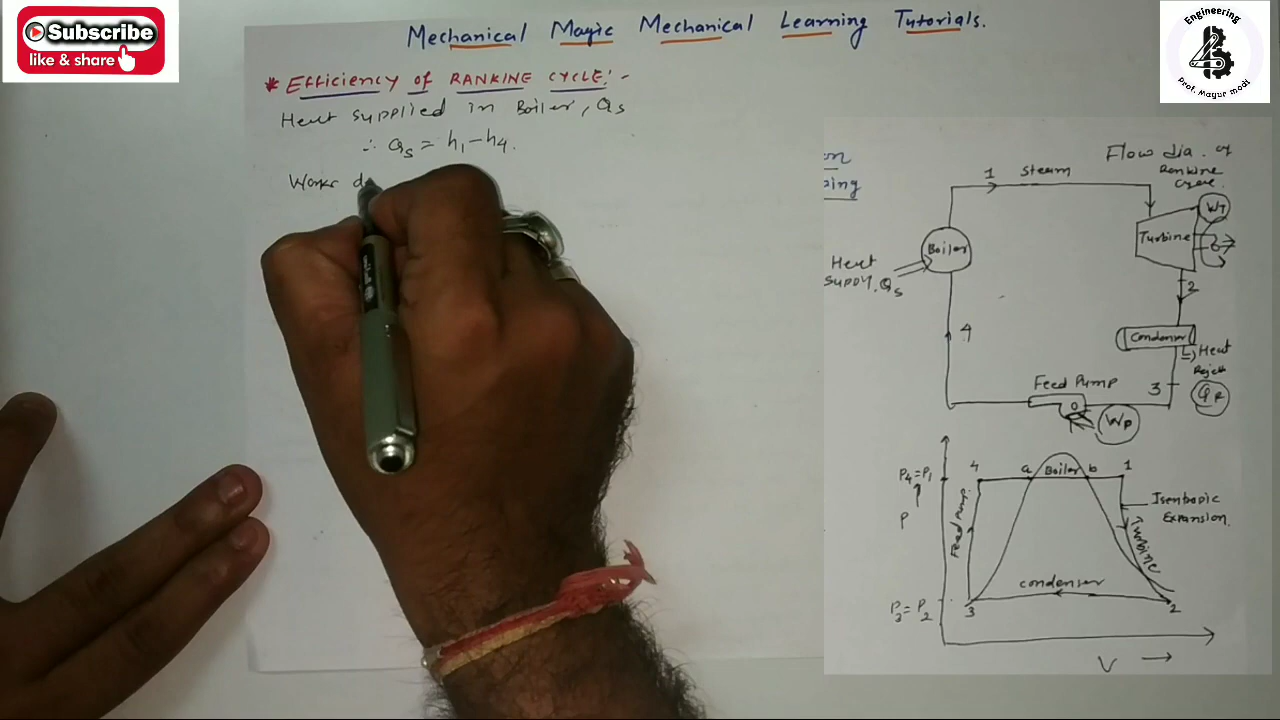 Subscribe
like & share
Mechanical Magic Mechanical Learning Tutorials.
Engineering
Prof. Mayur modi
* Efficiency of RANKINE CYCLE:-
Heat supplied in Boiler, Qs
∴ Qs = h1 - h4.
Work d
Flow dia. of
Rankine
cycle.
1 steam
WT
Turbine
Boiler
Heat
supply, Qs
2
Condenser
Heat
Reject
QR
4
3
Feed Pump
WP
P4 = P1
4 a Boiler b 1
Isentropic
Expansion.
P
Feed Pump
Turbine
condenser
P3 = P2
3 2
V →